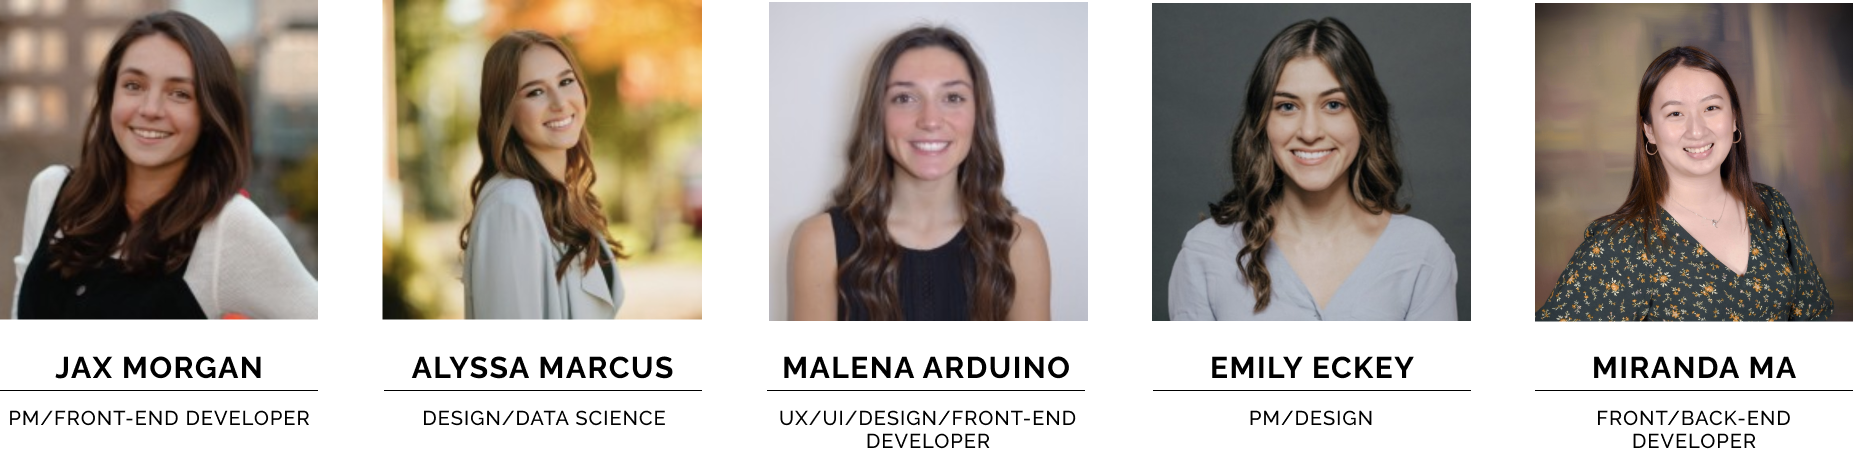 JAX MORGAN
PM/FRONT-END DEVELOPER
ALYSSA MARCUS
DESIGN/DATA SCIENCE
MALENA ARDUINO
UX/UI/DESIGN/FRONT-END
DEVELOPER
EMILY ECKEY
PM/DESIGN
MIRANDA MA
FRONT/BACK-END
DEVELOPER